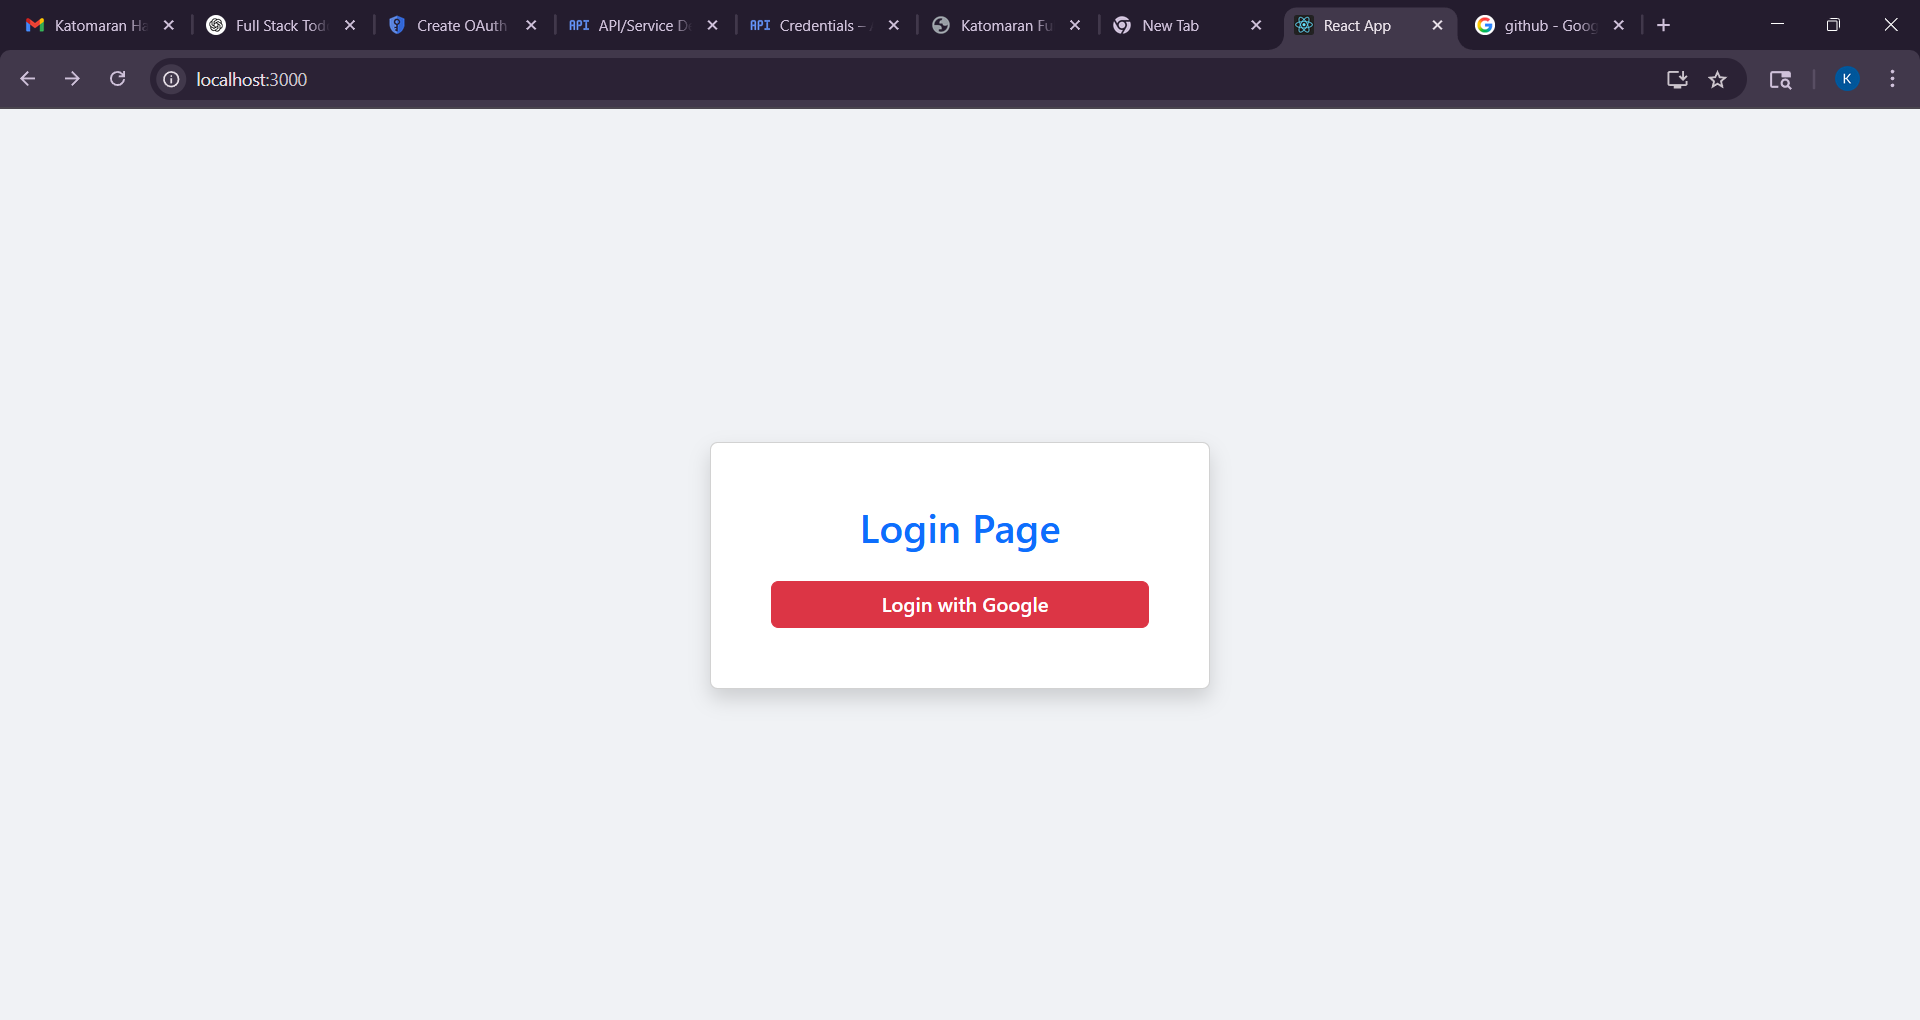 Katomaran Ha
Full Stack Tod
Create OAuth
API API/Service D
API Credentials –
Katomaran Fu
New Tab
React App
github - Goog
localhost:3000
K
Login Page
Login with Google